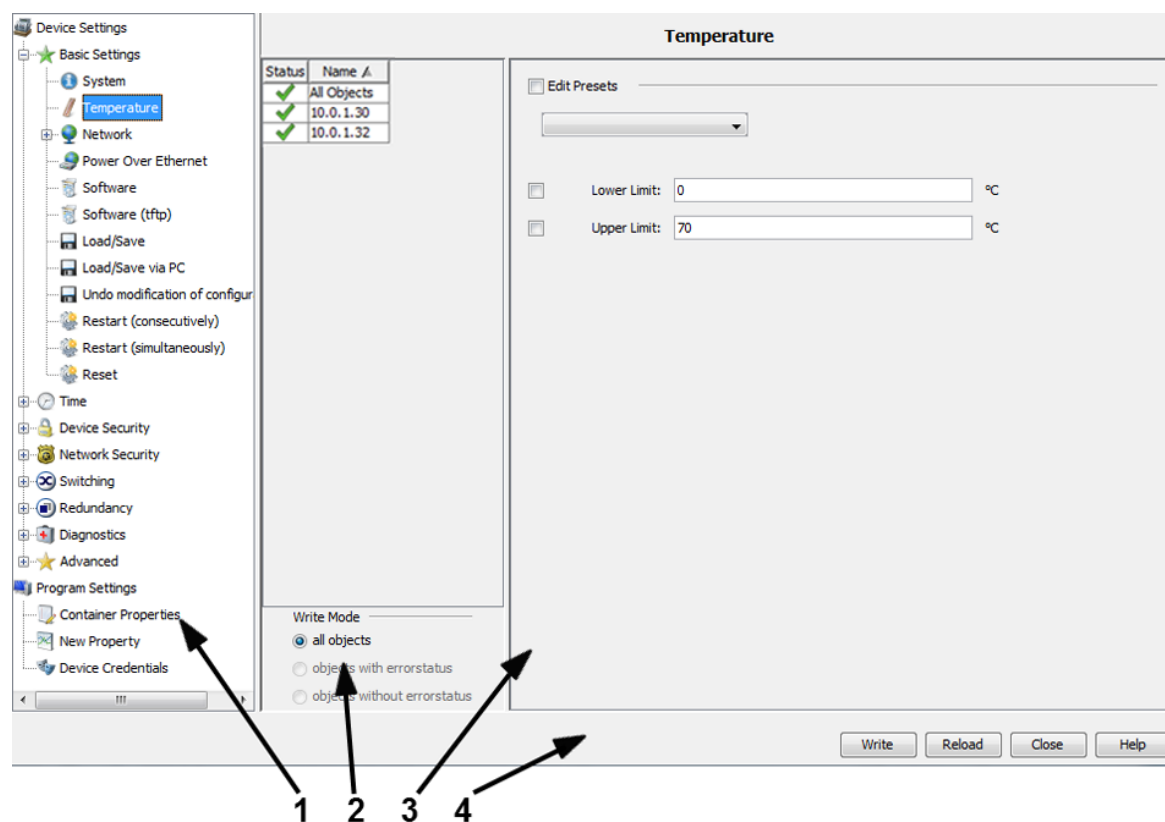 Device Settings
Basic Settings
System
Temperature
Network
Power Over Ethernet
Software
Software (tftp)
Load/Save
Load/Save via PC
Undo modification of configur
Restart (consecutively)
Restart (simultaneously)
Reset
Time
Device Security
Network Security
Switching
Redundancy
Diagnostics
Advanced
Program Settings
Container Properties
New Property
Device Credentials
Status Name
All Objects
10.0.1.30
10.0.1.32
Write Mode
all objects
objects with errorstatus
objects without errorstatus
Temperature
Edit Presets
Lower Limit: 0 °C
Upper Limit: 70 °C
Write Reload Close Help
1 2 3 4